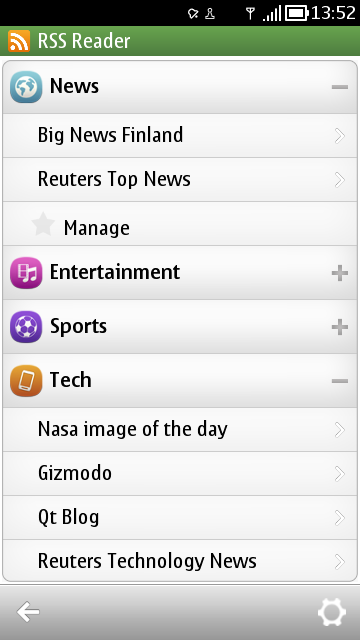 13:52
RSS Reader
News
Big News Finland
Reuters Top News
Manage
Entertainment
Sports
Tech
Nasa image of the day
Gizmodo
Qt Blog
Reuters Technology News